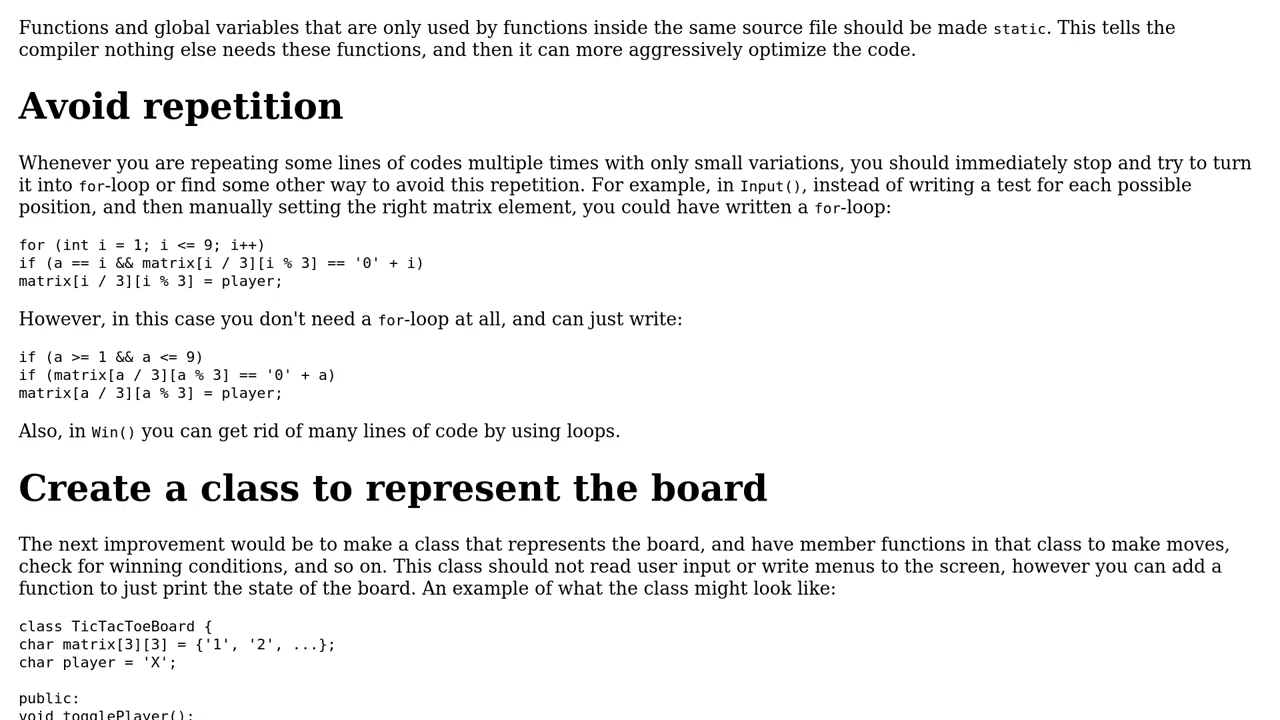 Functions and global variables that are only used by functions inside the same source file should be made static. This tells the
compiler nothing else needs these functions, and then it can more aggressively optimize the code.
Avoid repetition
Whenever you are repeating some lines of codes multiple times with only small variations, you should immediately stop and try to turn
it into for-loop or find some other way to avoid this repetition. For example, in Input(), instead of writing a test for each possible
position, and then manually setting the right matrix element, you could have written a for-loop:
for (int i = 1; i <= 9; i++)
if (a == i && matrix[i / 3][i % 3] == '0' + i)
matrix[i / 3][i % 3] = player;
However, in this case you don't need a for-loop at all, and can just write:
if (a >= 1 && a <= 9)
if (matrix[a / 3][a % 3] == '0' + a)
matrix[a / 3][a % 3] = player;
Also, in Win() you can get rid of many lines of code by using loops.
Create a class to represent the board
The next improvement would be to make a class that represents the board, and have member functions in that class to make moves,
check for winning conditions, and so on. This class should not read user input or write menus to the screen, however you can add a
function to just print the state of the board. An example of what the class might look like:
class TicTacToeBoard {
char matrix[3][3] = {'1', '2', ...};
char player = 'X';
public:
void togglePlayer();